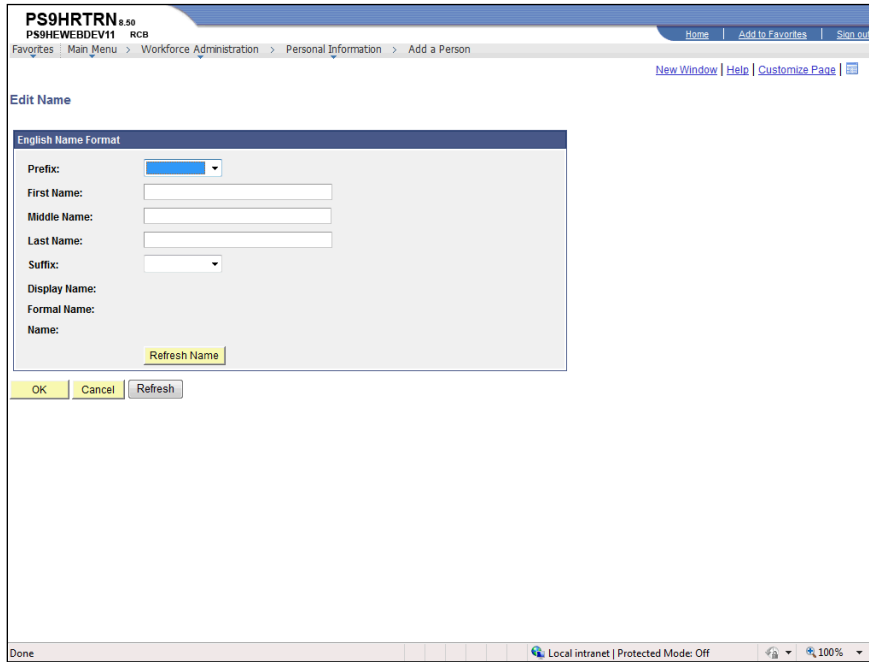 PS9HRTRN 8.50
PS9HEWEBDEV11 RCB
Home | Add to Favorites | Sign out
Favorites Main Menu > Workforce Administration > Personal Information > Add a Person
New Window | Help | Customize Page |
Edit Name
English Name Format
Prefix:
First Name:
Middle Name:
Last Name:
Suffix:
Display Name:
Formal Name:
Name:
Refresh Name
OK Cancel Refresh
Done Local intranet | Protected Mode: Off 100%